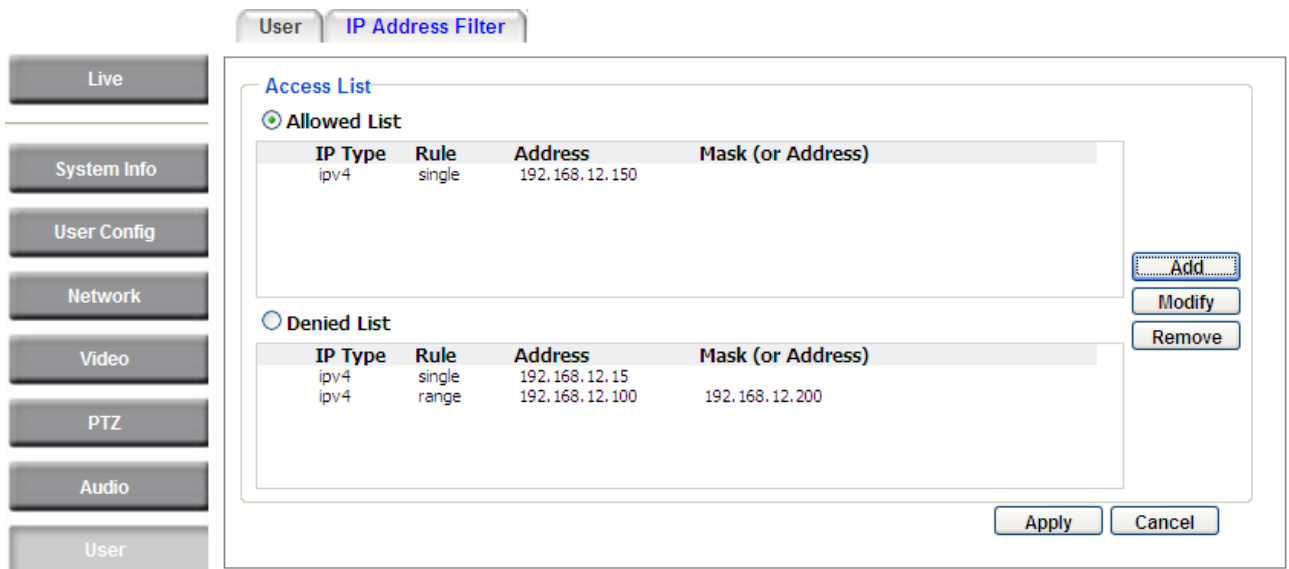 User IP Address Filter
Live
System Info
User Config
Network
Video
PTZ
Audio
User
Access List
Allowed List
IP Type Rule Address Mask (or Address)
ipv4 single 192.168.12.150
Denied List
IP Type Rule Address Mask (or Address)
ipv4 single 192.168.12.15
ipv4 range 192.168.12.100 192.168.12.200
Add
Modify
Remove
Apply Cancel